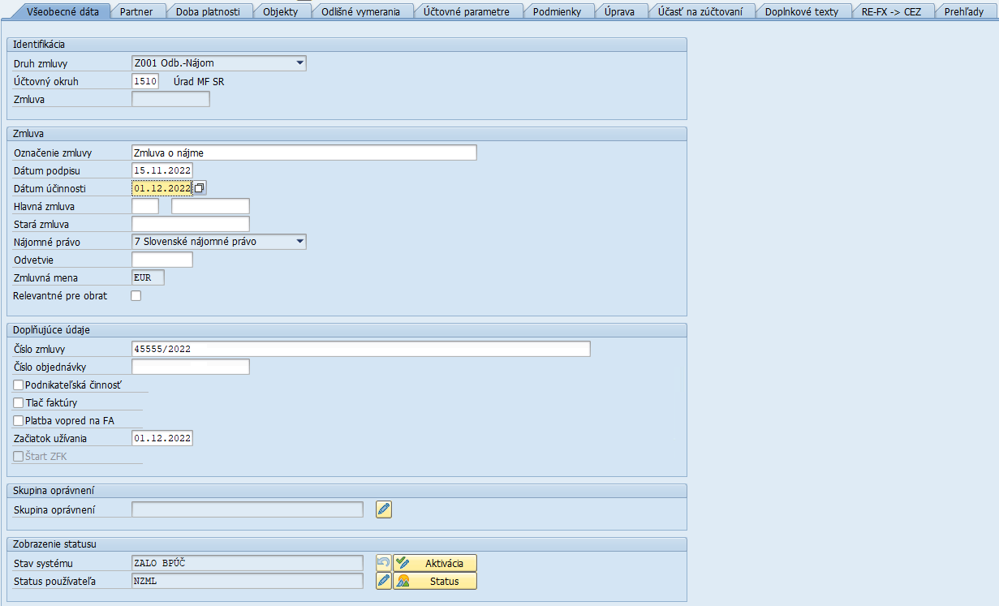 Všeobecné dáta Partner Doba platnosti Objekty Odlišné vymerania Účtovné parametre Podmienky Úprava Účasť na zúčtovaní Doplnkové texty RE-FX -> CEZ Prehľady
Identifikácia
Druh zmluvy Z001 Odb.-Nájom
Účtovný okruh 1510 Úrad MF SR
Zmluva
Zmluva
Označenie zmluvy Zmluva o nájme
Dátum podpisu 15.11.2022
Dátum účinnosti 01.12.2022
Hlavná zmluva
Stará zmluva
Nájomné právo 7 Slovenské nájomné právo
Odvetvie
Zmluvná mena EUR
Relevantné pre obrat
Doplňujúce údaje
Číslo zmluvy 45555/2022
Číslo objednávky
Podnikateľská činnosť
Tlač faktúry
Platba vopred na FA
Začiatok užívania 01.12.2022
Štart ZFK
Skupina oprávnení
Skupina oprávnení
Zobrazenie statusu
Stav systému ZALO BPÚČ Aktivácia
Status používateľa NZML Status